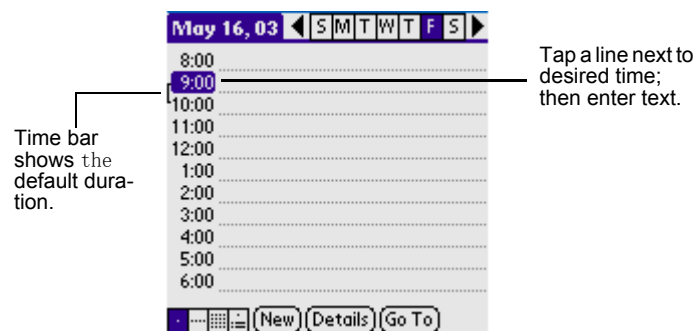 May 16, 03 S M T W T F S
8:00
9:00
10:00
11:00
12:00
1:00
2:00
3:00
4:00
5:00
6:00
New Details Go To
Tap a line next to
desired time;
then enter text.
Time bar
shows the
default dura-
tion.